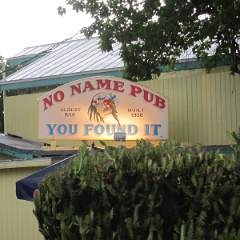 NO NAME PUB
OLDEST BUILT
BAR 1936
YOU FOUND IT